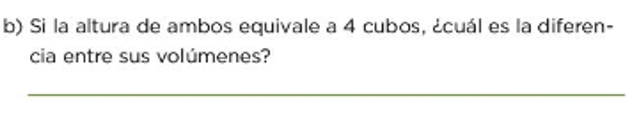 b) Si la altura de ambos equivale a 4 cubos, ¿cuál es la diferen-
cia entre sus volúmenes?